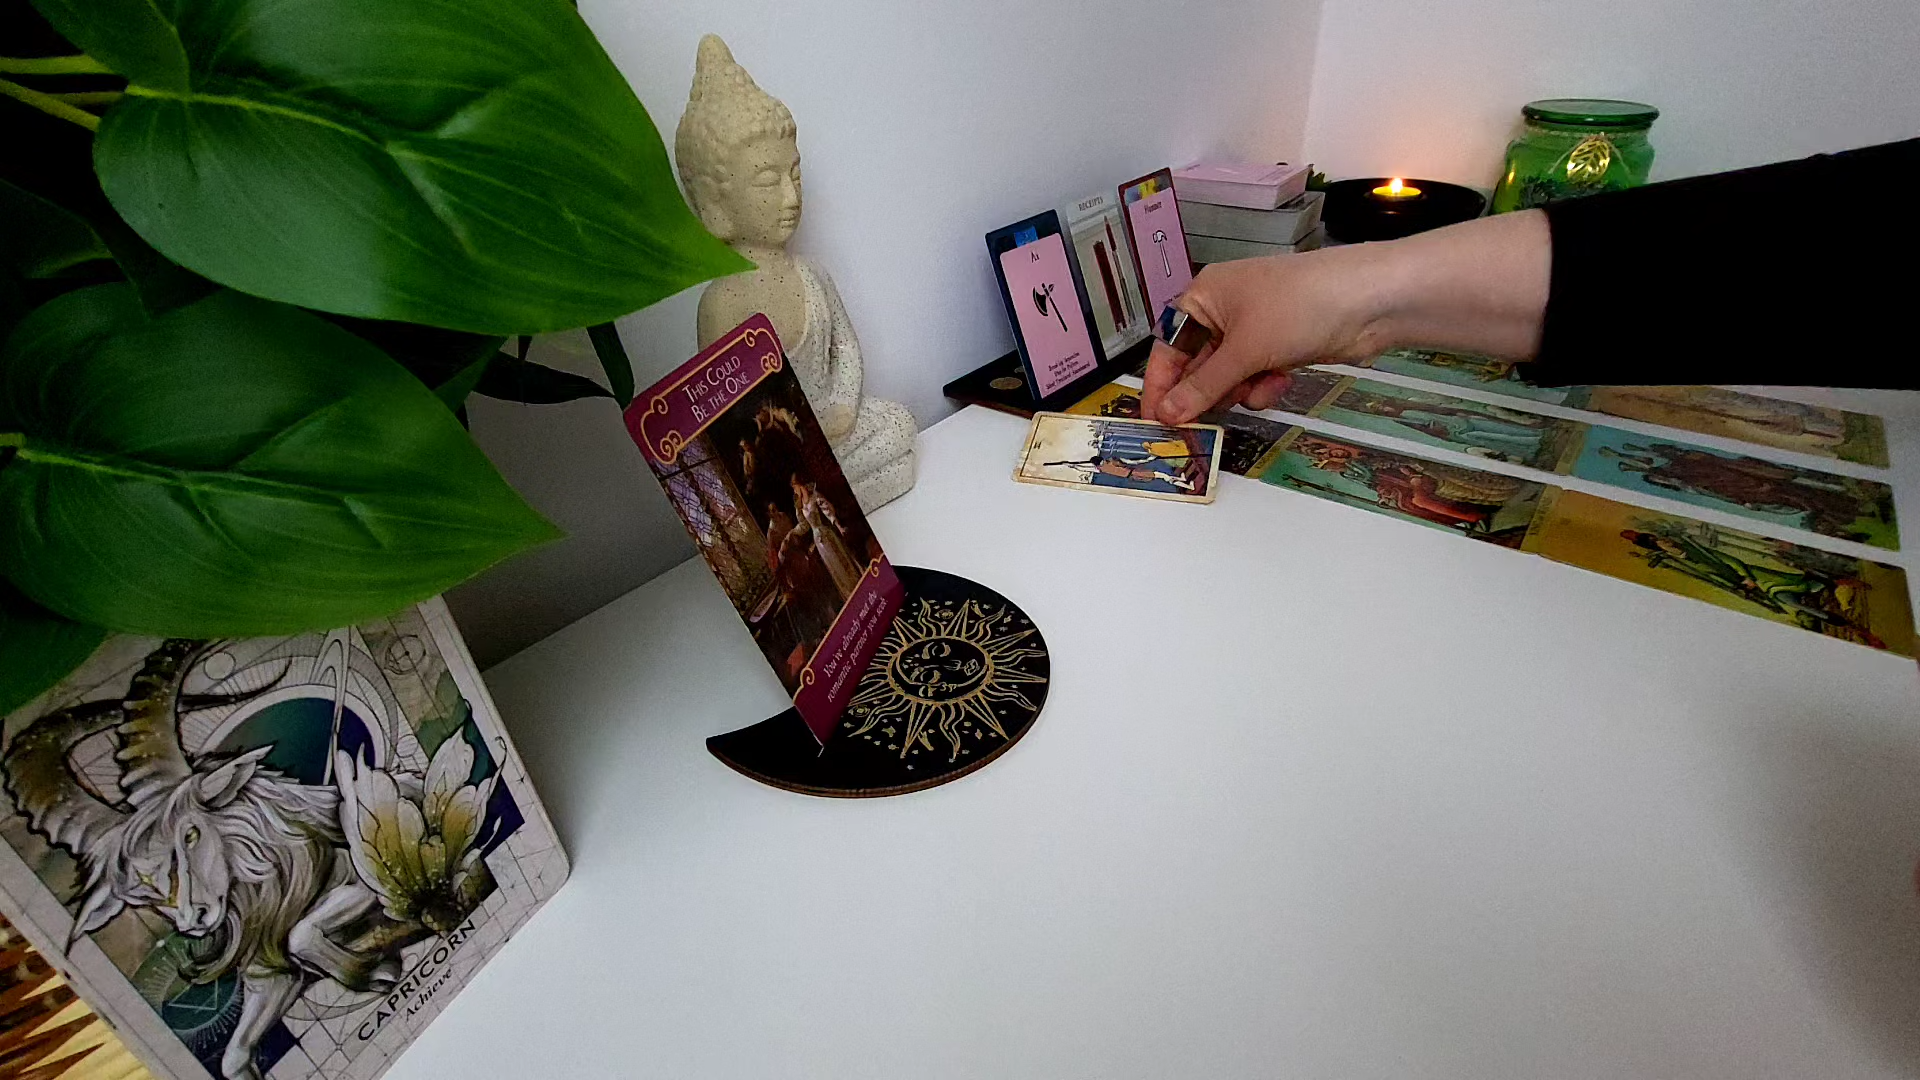 THIS COULD
BE THE ONE
You've already met the
romantic partner you seek
CAPRICORN
Achieve
Ax
RECEIPTS
Hammer